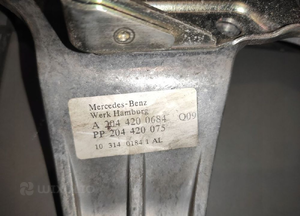 Mercedes-Benz
Werk Hamburg
A 204 420 0684 Q09
PP 204 420 075
10 314 0184 1 AL